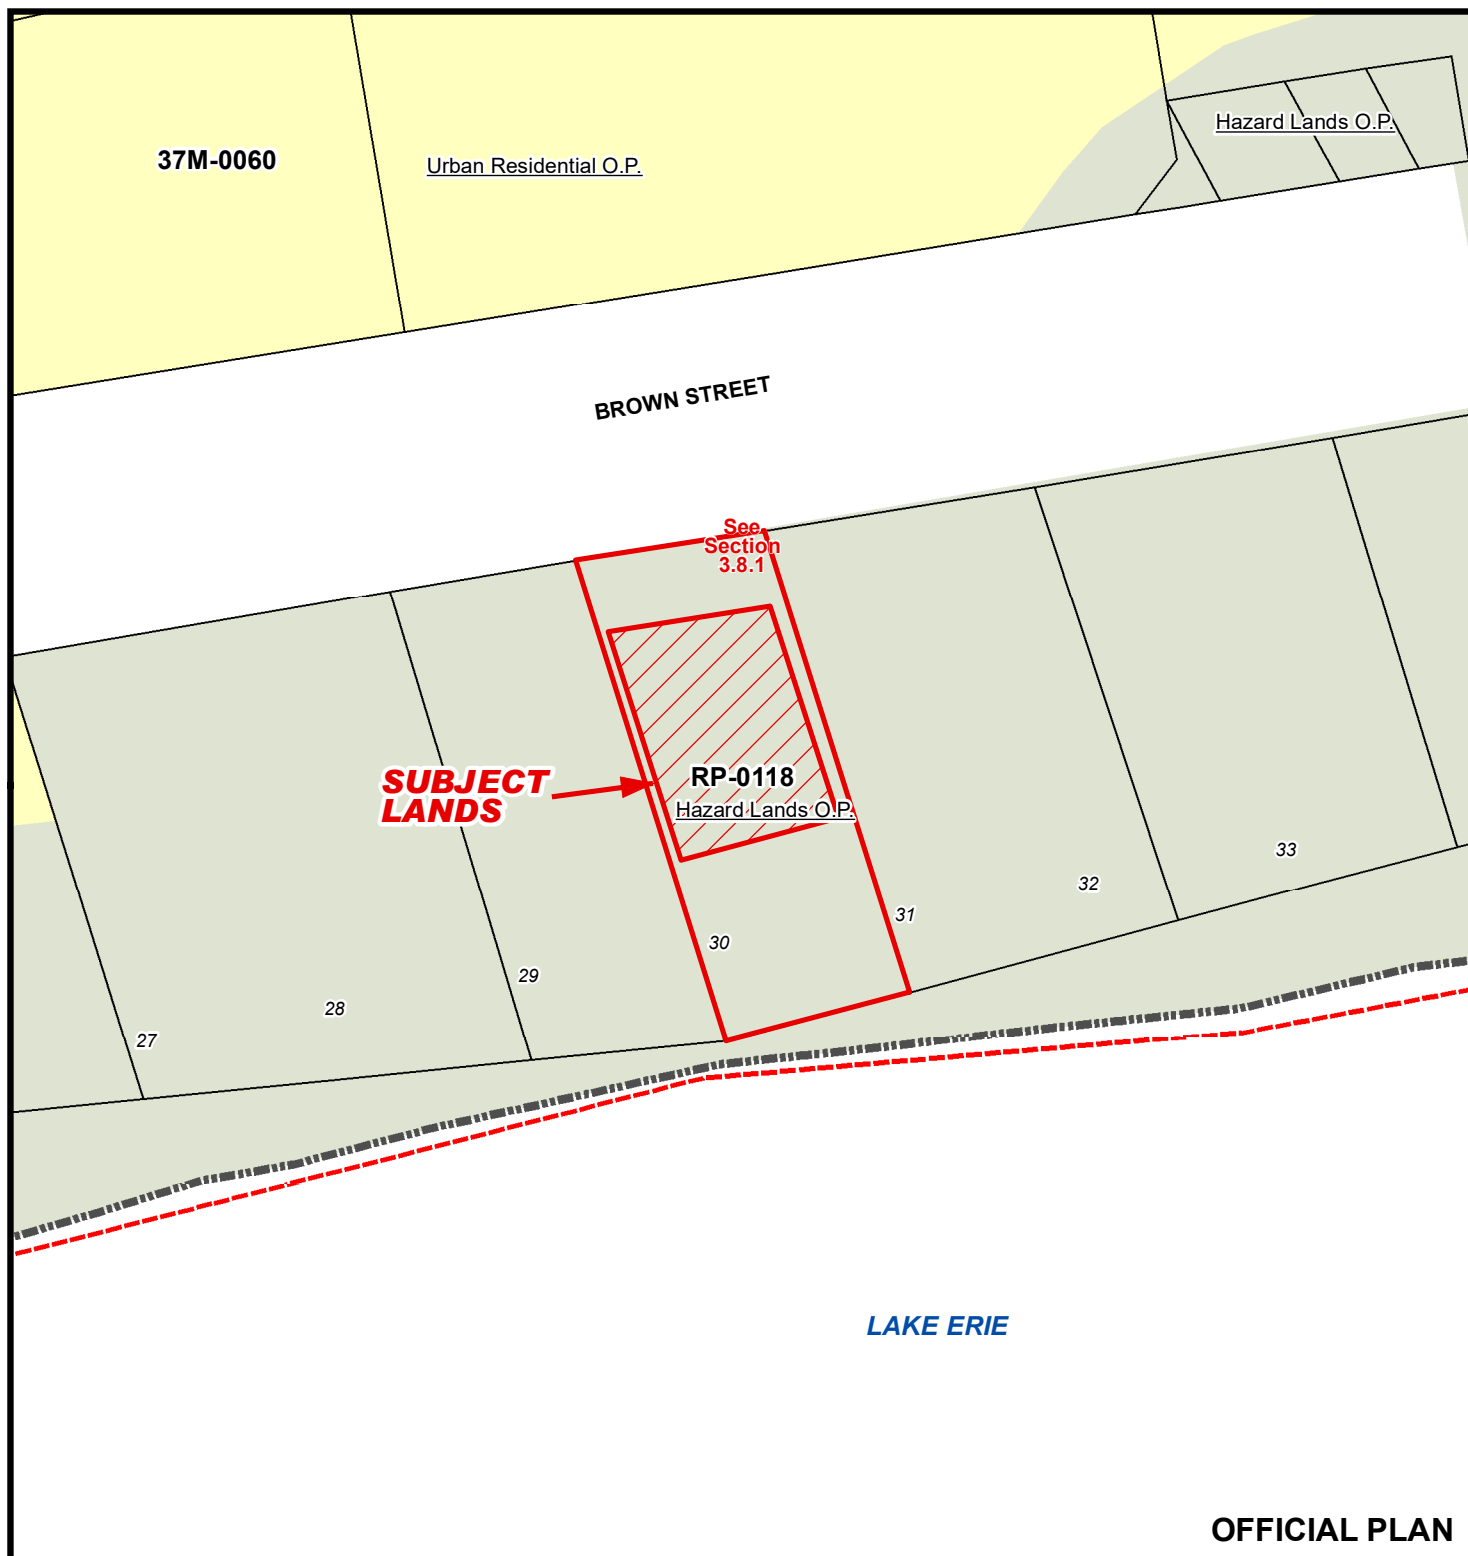 Hazard Lands O.P.
37M-0060
Urban Residential O.P.
BROWN STREET
See
Section
3.8.1
SUBJECT
LANDS
RP-0118
Hazard Lands O.P.
33
32
31
30
29
28
27
LAKE ERIE
OFFICIAL PLAN